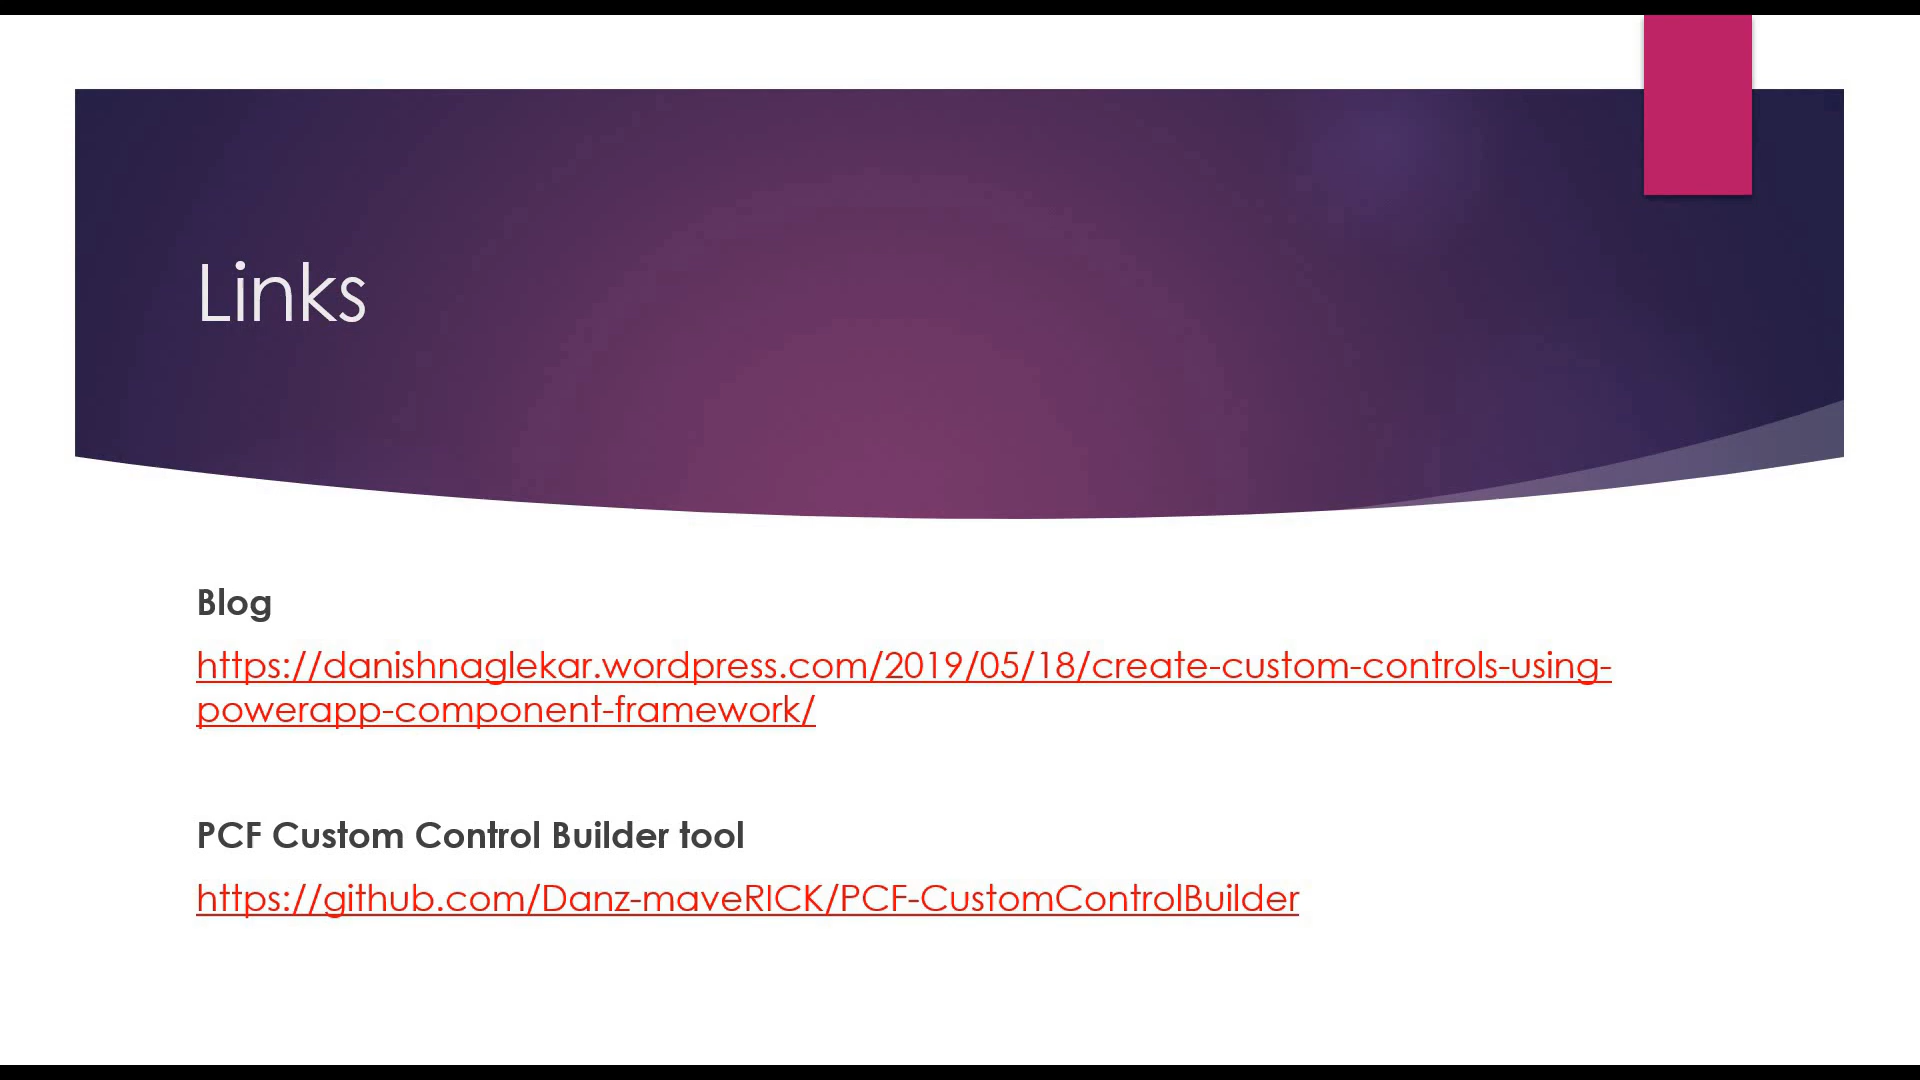 Links
Blog
https://danishnaglekar.wordpress.com/2019/05/18/create-custom-controls-using-
powerapp-component-framework/
PCF Custom Control Builder tool
https://github.com/Danz-maveRICK/PCF-CustomControlBuilder